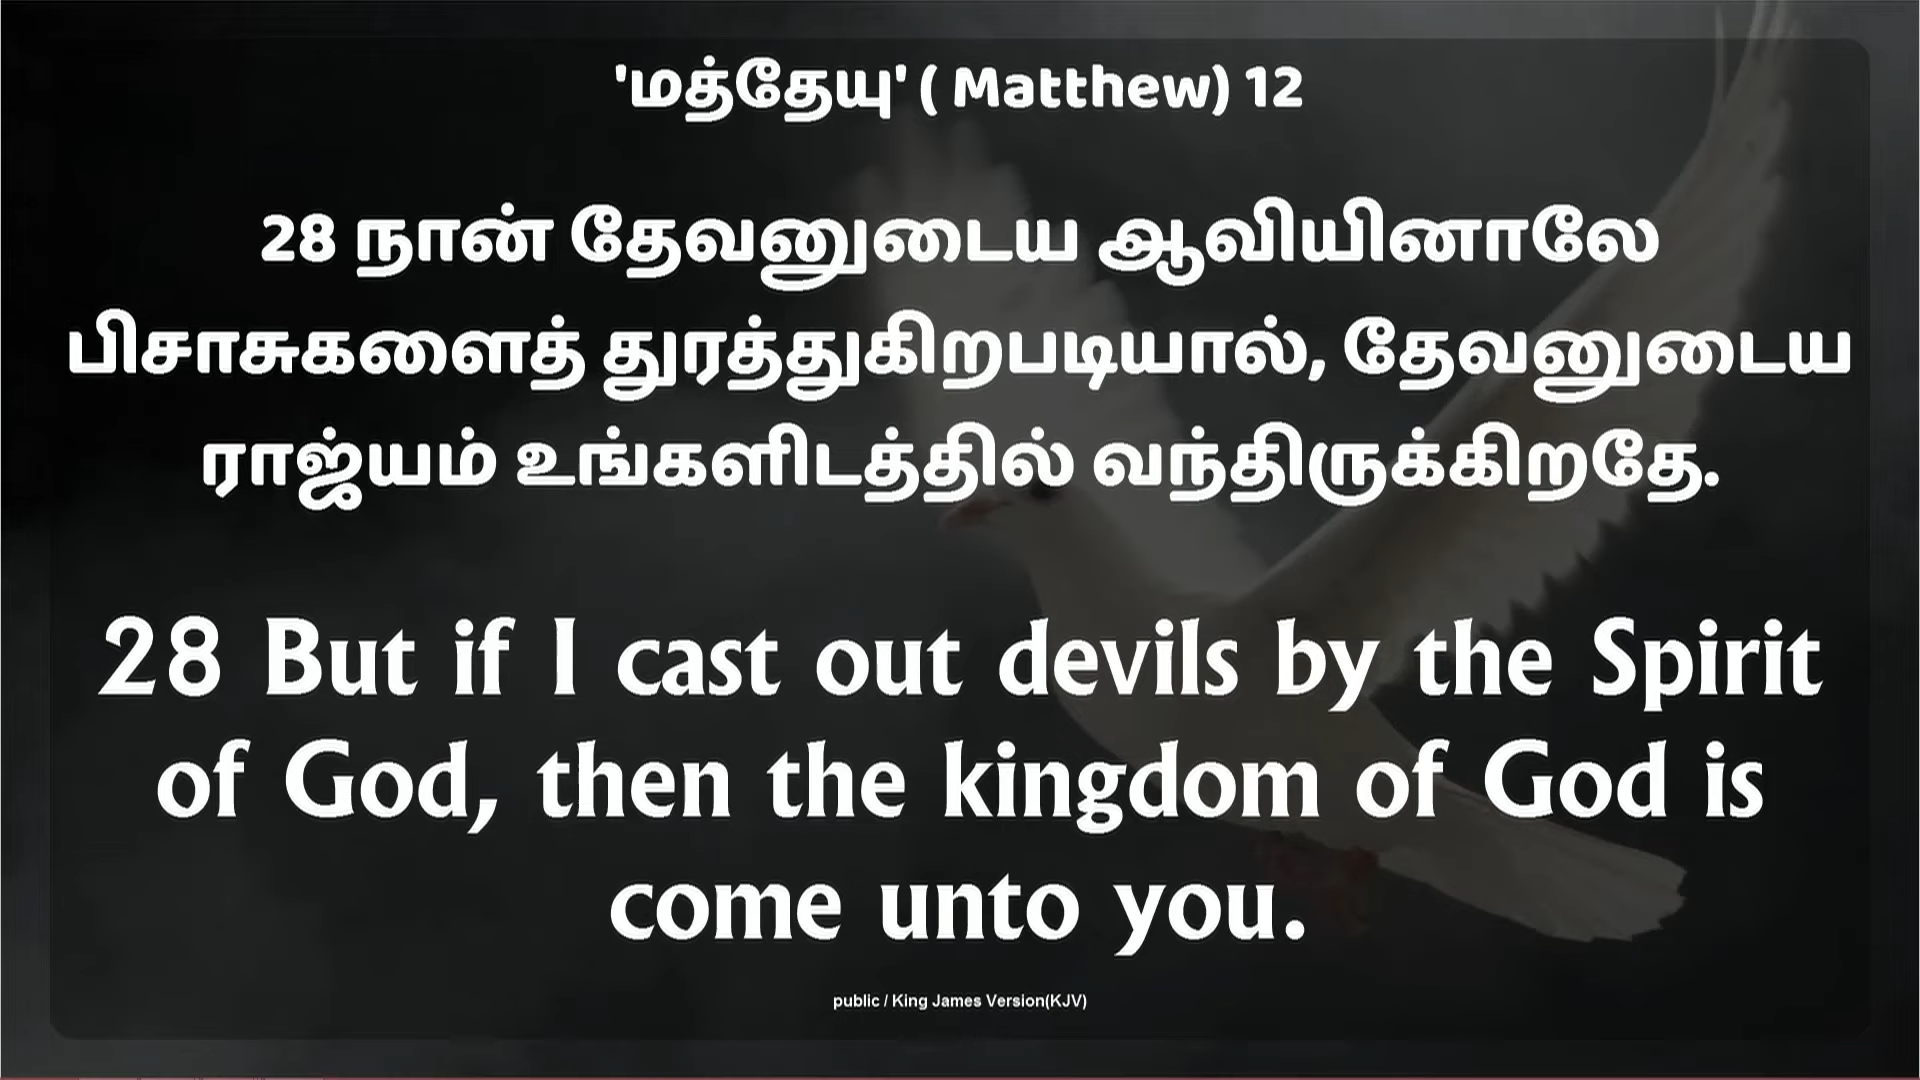 'மத்தேயு' ( Matthew) 12
28 நான் தேவனுடைய ஆவியினாலே
பிசாசுகளைத் துரத்துகிறபடியால், தேவனுடைய
ராஜ்யம் உங்களிடத்தில் வந்திருக்கிறதே.
28 But if I cast out devils by the Spirit
of God, then the kingdom of God is
come unto you.
public / King James Version(KJV)